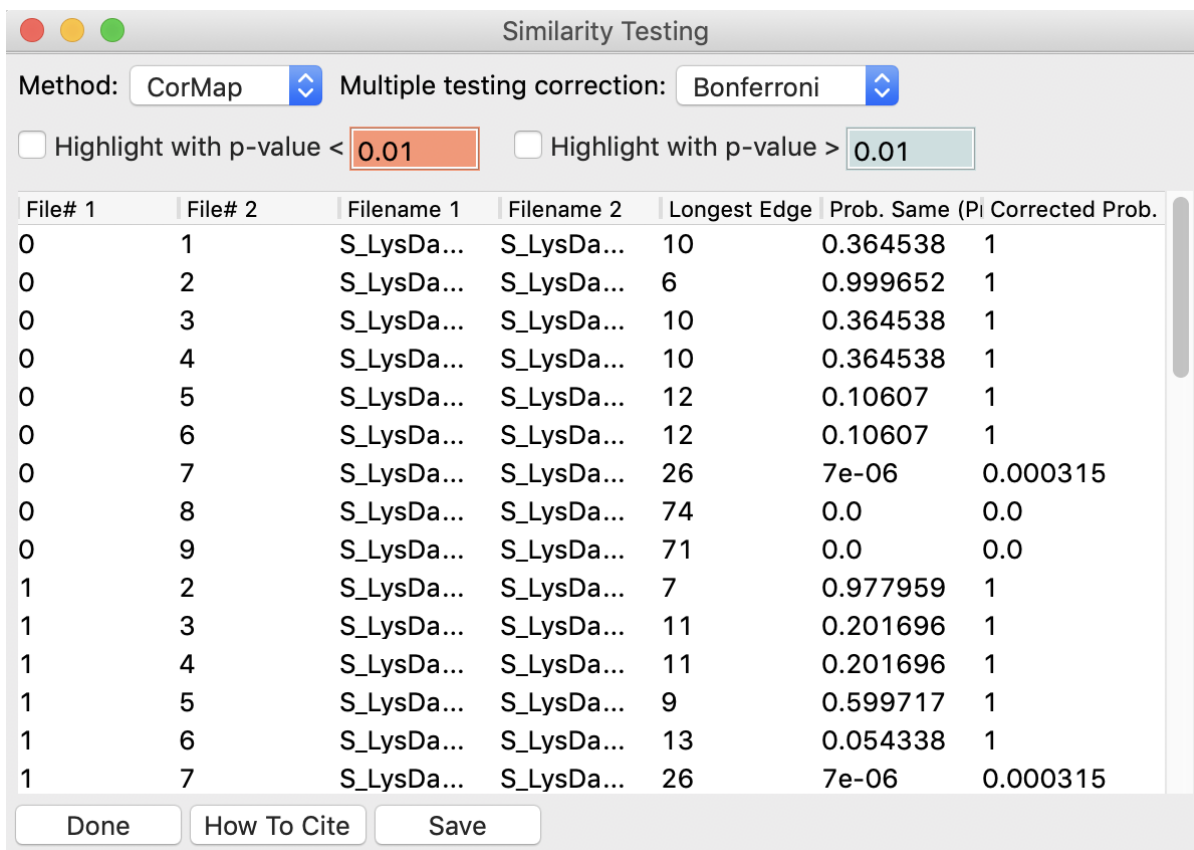 Similarity Testing
Method: CorMap Multiple testing correction: Bonferroni
Highlight with p-value < 0.01 Highlight with p-value > 0.01
File# 1 File# 2 Filename 1 Filename 2 Longest Edge Prob. Same (P Corrected Prob.
0 1 S_LysDa... S_LysDa... 10 0.364538 1
0 2 S_LysDa... S_LysDa... 6 0.999652 1
0 3 S_LysDa... S_LysDa... 10 0.364538 1
0 4 S_LysDa... S_LysDa... 10 0.364538 1
0 5 S_LysDa... S_LysDa... 12 0.10607 1
0 6 S_LysDa... S_LysDa... 12 0.10607 1
0 7 S_LysDa... S_LysDa... 26 7e-06 0.000315
0 8 S_LysDa... S_LysDa... 74 0.0 0.0
0 9 S_LysDa... S_LysDa... 71 0.0 0.0
1 2 S_LysDa... S_LysDa... 7 0.977959 1
1 3 S_LysDa... S_LysDa... 11 0.201696 1
1 4 S_LysDa... S_LysDa... 11 0.201696 1
1 5 S_LysDa... S_LysDa... 9 0.599717 1
1 6 S_LysDa... S_LysDa... 13 0.054338 1
1 7 S_LysDa... S_LysDa... 26 7e-06 0.000315
Done How To Cite Save